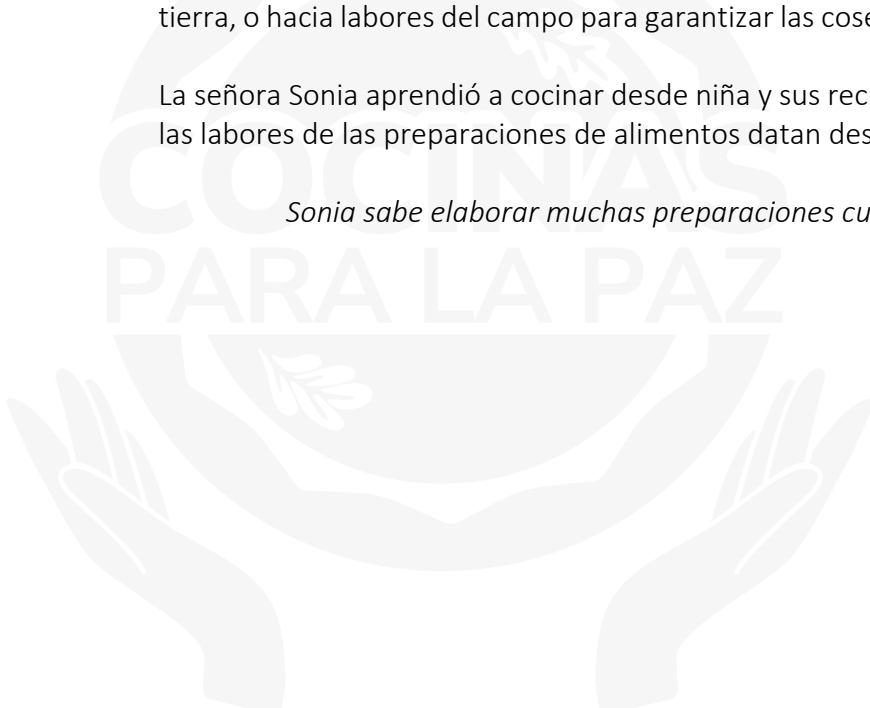 tierra, o hacia labores del campo para garantizar las cose
La señora Sonia aprendió a cocinar desde niña y sus rec
las labores de las preparaciones de alimentos datan des
COCINAS
Sonia sabe elaborar muchas preparaciones cu
PARA LA PAZ